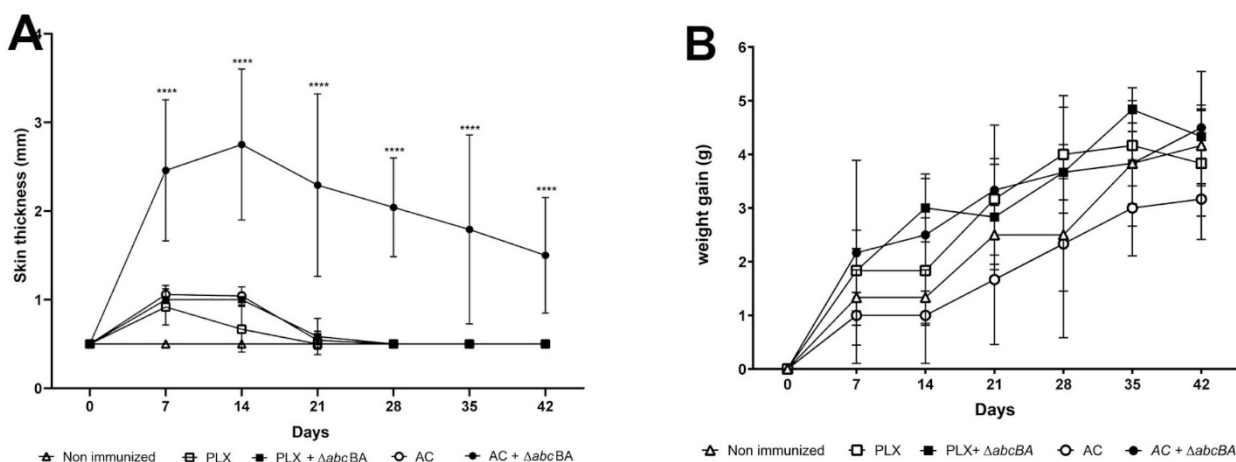 A
Skin thickness (mm)
4
3
2
1
0
**** **** **** **** **** ****
0 7 14 21 28 35 42
Days
Non immunized PLX PLX + ΔabcBA AC AC + ΔabcBA
B
weight gain (g)
6
5
4
3
2
1
0
0 7 14 21 28 35 42
Days
Non immunized PLX PLX+ ΔabcBA AC AC + ΔabcBA